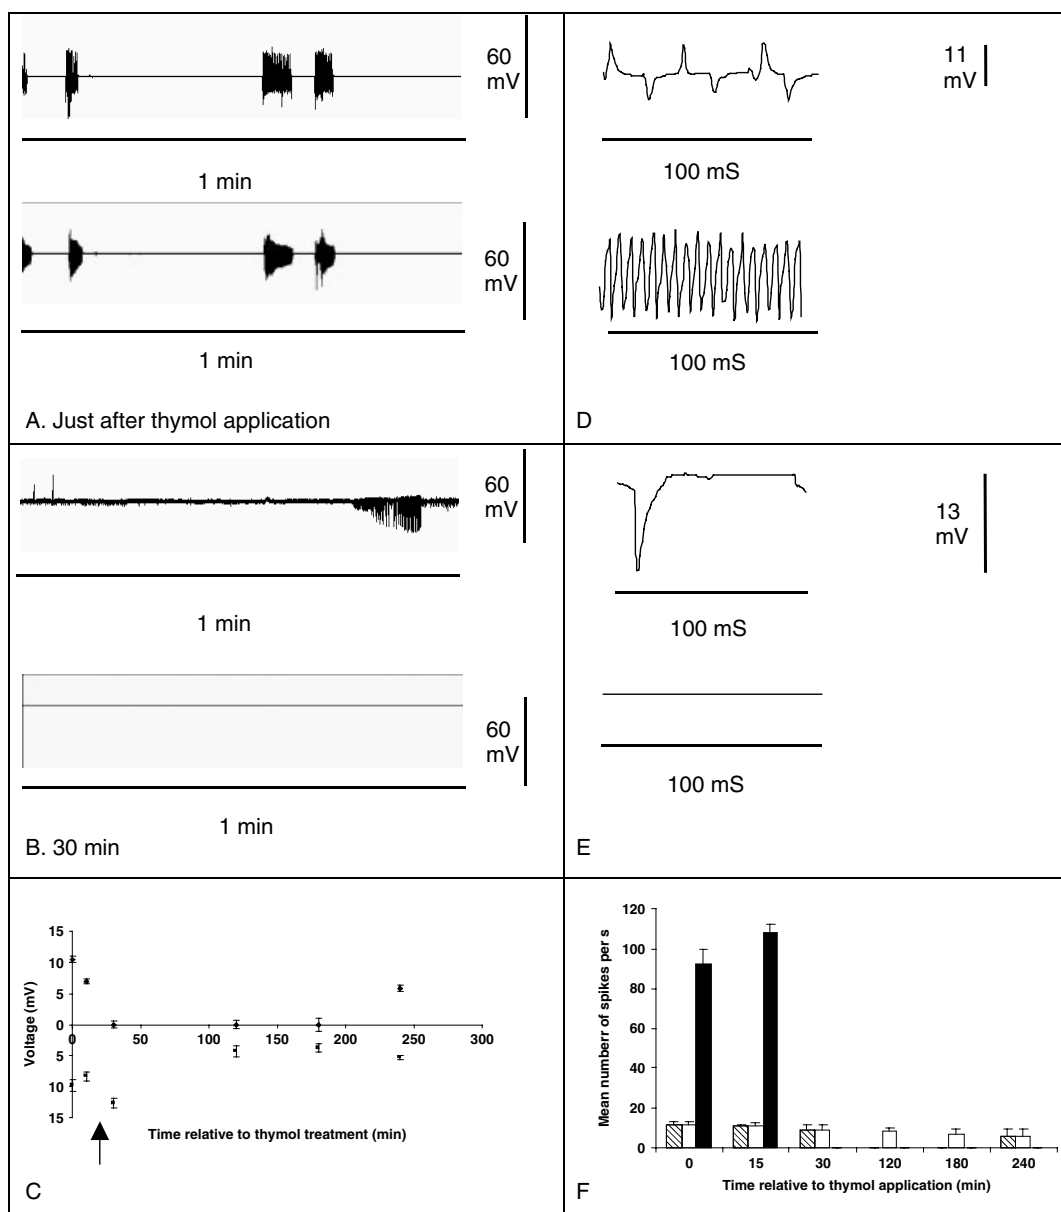 60
mV
1 min
60
mV
1 min
A. Just after thymol application
11
mV
100 mS
100 mS
D
60
mV
1 min
60
mV
1 min
B. 30 min
13
mV
100 mS
100 mS
E
15
10
5
0
5
10
15
0 50 100 150 200 250 300
Voltage (mV)
Time relative to thymol treatment (min)
C
120
100
80
60
40
20
0
Mean numberr of spikes per s
0 15 30 120 180 240
Time relative to thymol application (min)
F